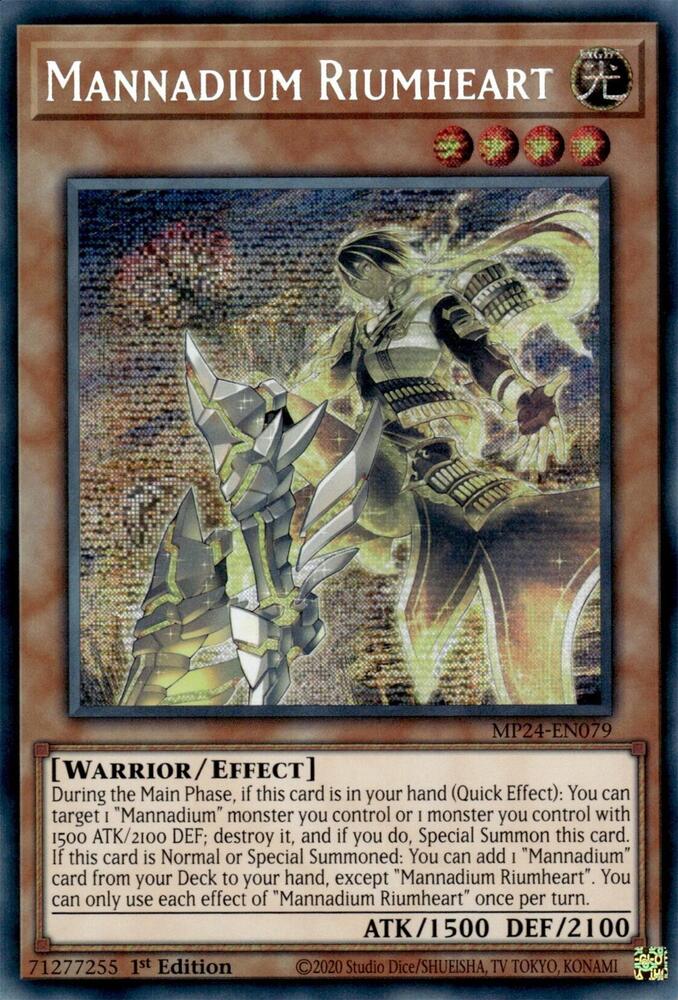 MANNADIUM RIUMHEART
LIGHT
光
MP24-EN079
[WARRIOR/EFFECT]
During the Main Phase, if this card is in your hand (Quick Effect): You can
target 1 "Mannadium" monster you control or 1 monster you control with
1500 ATK/2100 DEF; destroy it, and if you do, Special Summon this card.
If this card is Normal or Special Summoned: You can add 1 "Mannadium"
card from your Deck to your hand, except "Mannadium Riumheart". You
can only use each effect of "Mannadium Riumheart" once per turn.
ATK/1500 DEF/2100
71277255 1st Edition ©2020 Studio Dice/SHUEISHA, TV TOKYO, KONAMI